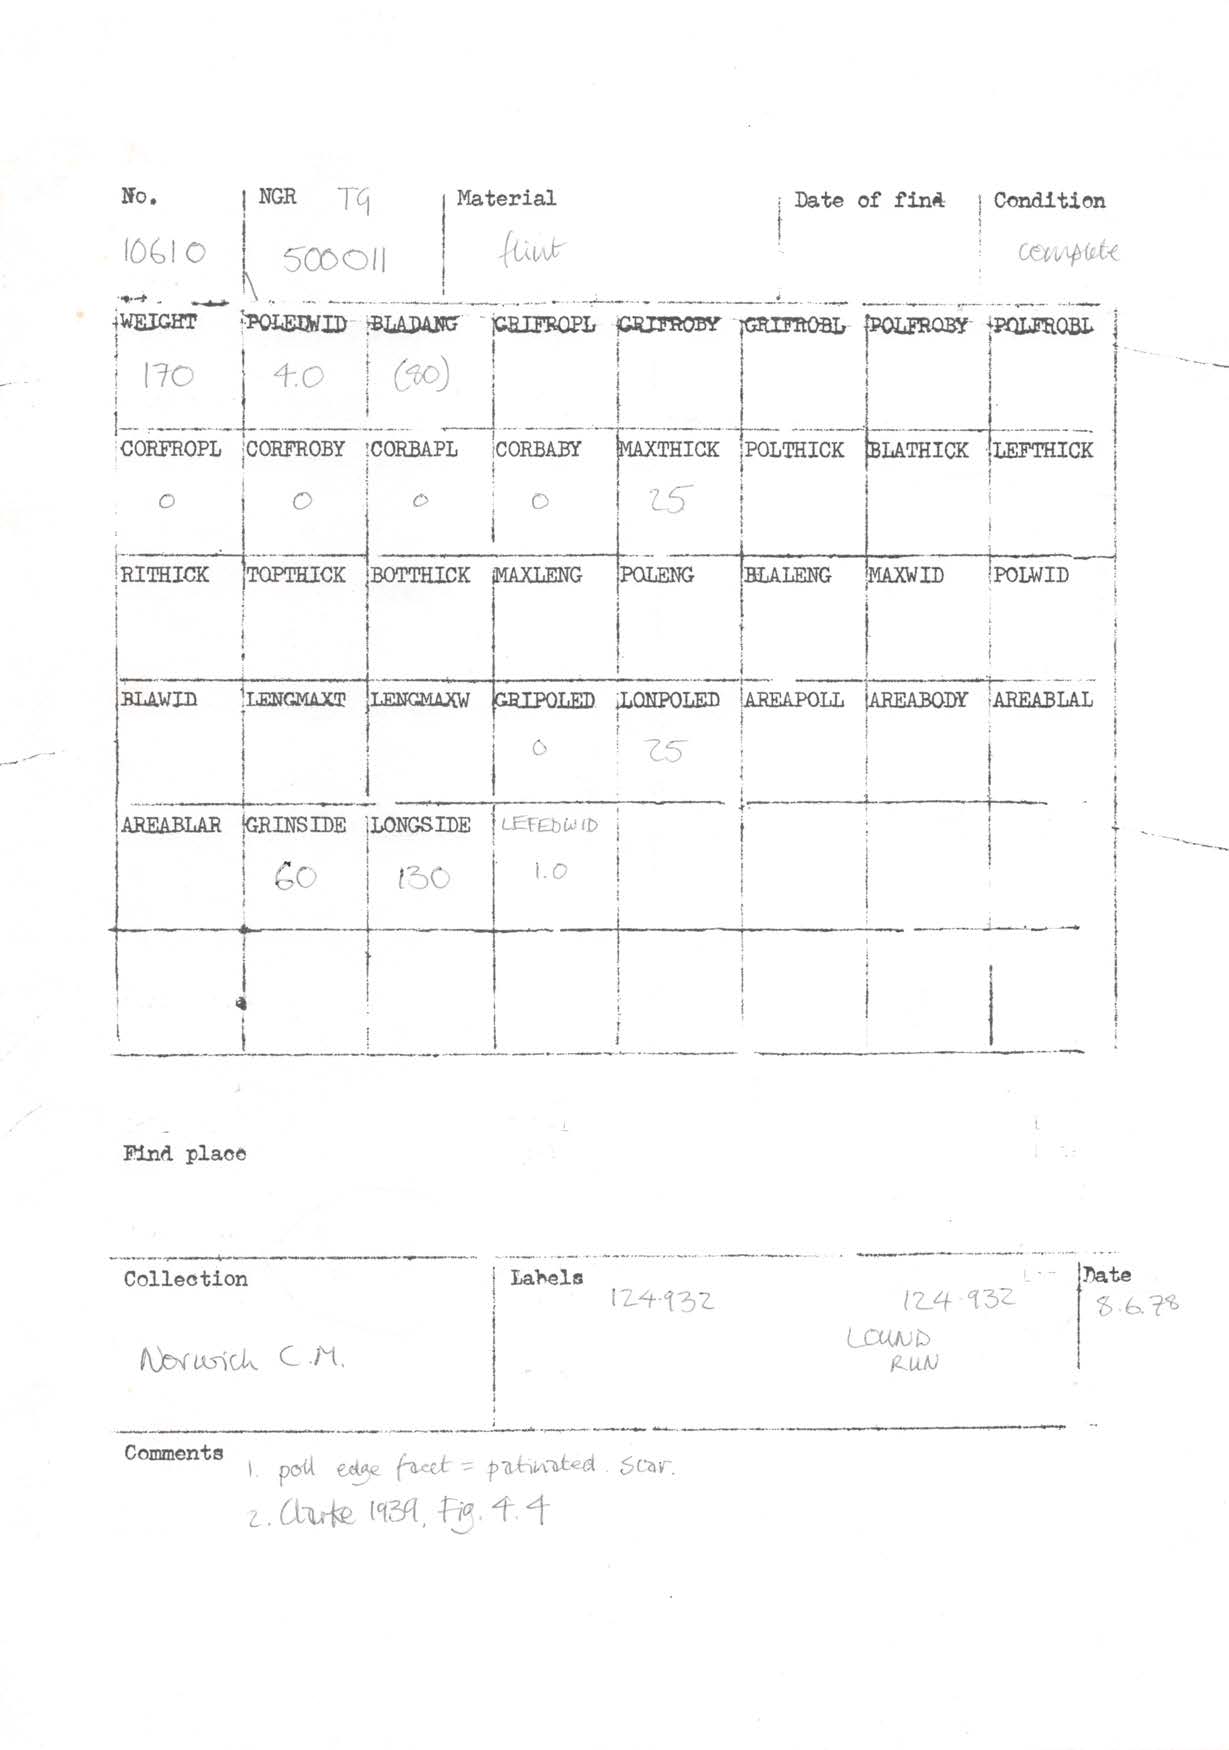 No. NGR TG Material Date of find Condition
10610 500011 flint complete
WEIGHT POLEDWID BLADANG GRIFROPL GRIFROBY GRIFROBL POLFROBY POLFROBL
170 4.0 (80)
CORFROPL CORFROBY CORBAPL CORBABY MAXTHICK POLTHICK BLATHICK LEFTHICK
0 0 0 0 25
RITHICK TOPTHICK BOTTHICK MAXLENG POLENG BLALENG MAXWID POLWID
BLAWID LENGMAXT LENGMAXW GRIPOLED LONPOLED AREAPOLL AREABODY AREABLAL
0 25
AREABLAR GRINSIDE LONGSIDE LEFEDWID
60 130 1.0
Find place
Collection Labels Date
124.932 124.932 8.6.78
LOUND
Norwich C.M. RUN
Comments
1. poll edge facet = patinated scar.
2. Clarke 1939, Fig. 4.4